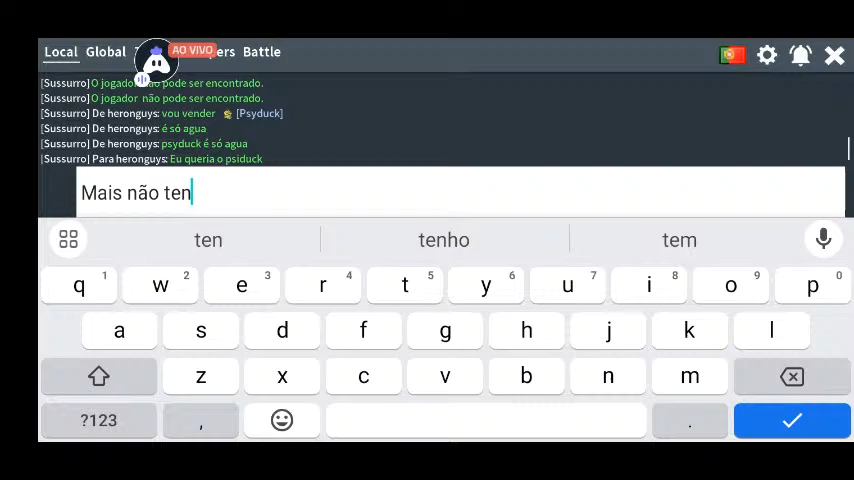 Local Global ers Battle
AO VIVO
[Sussurro] O jogador não pode ser encontrado.
[Sussurro] O jogador não pode ser encontrado.
[Sussurro] De heronguys: vou vender [Psyduck]
[Sussurro] De heronguys: é só agua
[Sussurro] De heronguys: psyduck é só agua
[Sussurro] Para heronguys: Eu queria o psiduck
Mais não ten
ten tenho tem
q 1 w 2 e 3 r 4 t 5 y 6 u 7 i 8 o 9 p 0
a s d f g h j k l
z x c v b n m
?123 , .